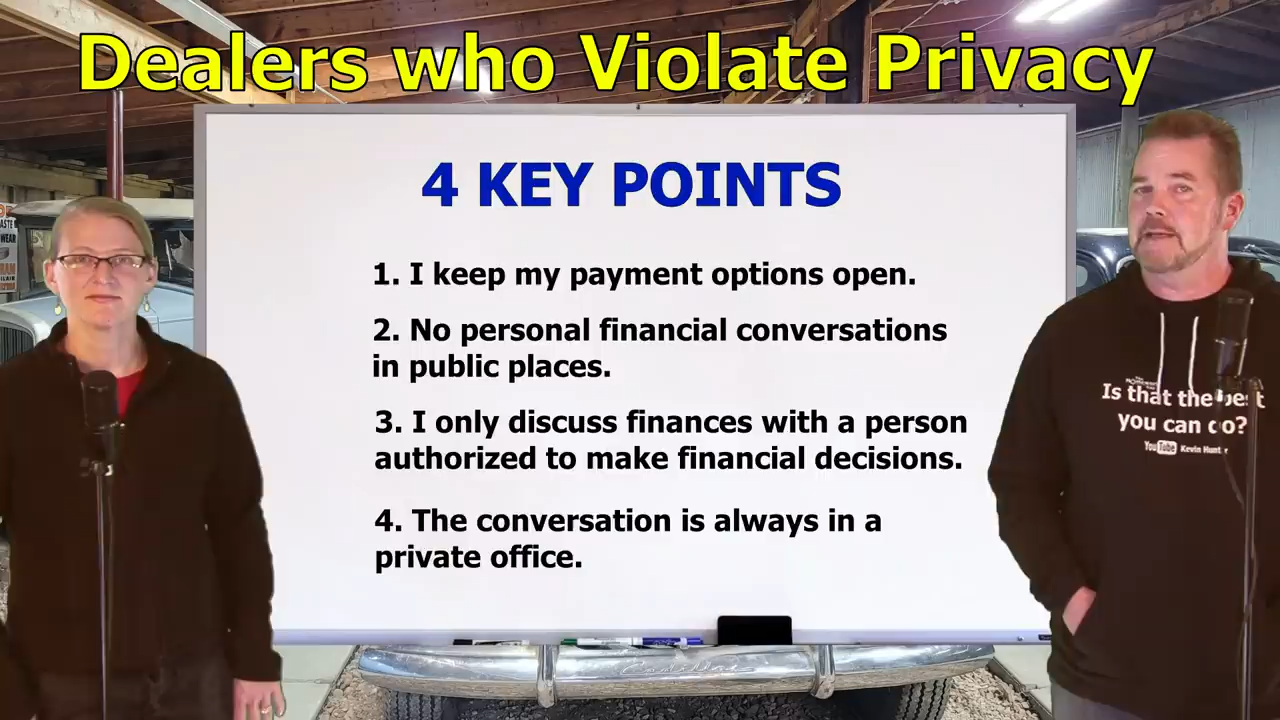 Dealers who Violate Privacy
4 KEY POINTS
1. I keep my payment options open.
2. No personal financial conversations
in public places.
3. I only discuss finances with a person
authorized to make financial decisions.
4. The conversation is always in a
private office.
Is that the best
you can do?
YouTube Kevin Hunter
Cadillac
WEAR